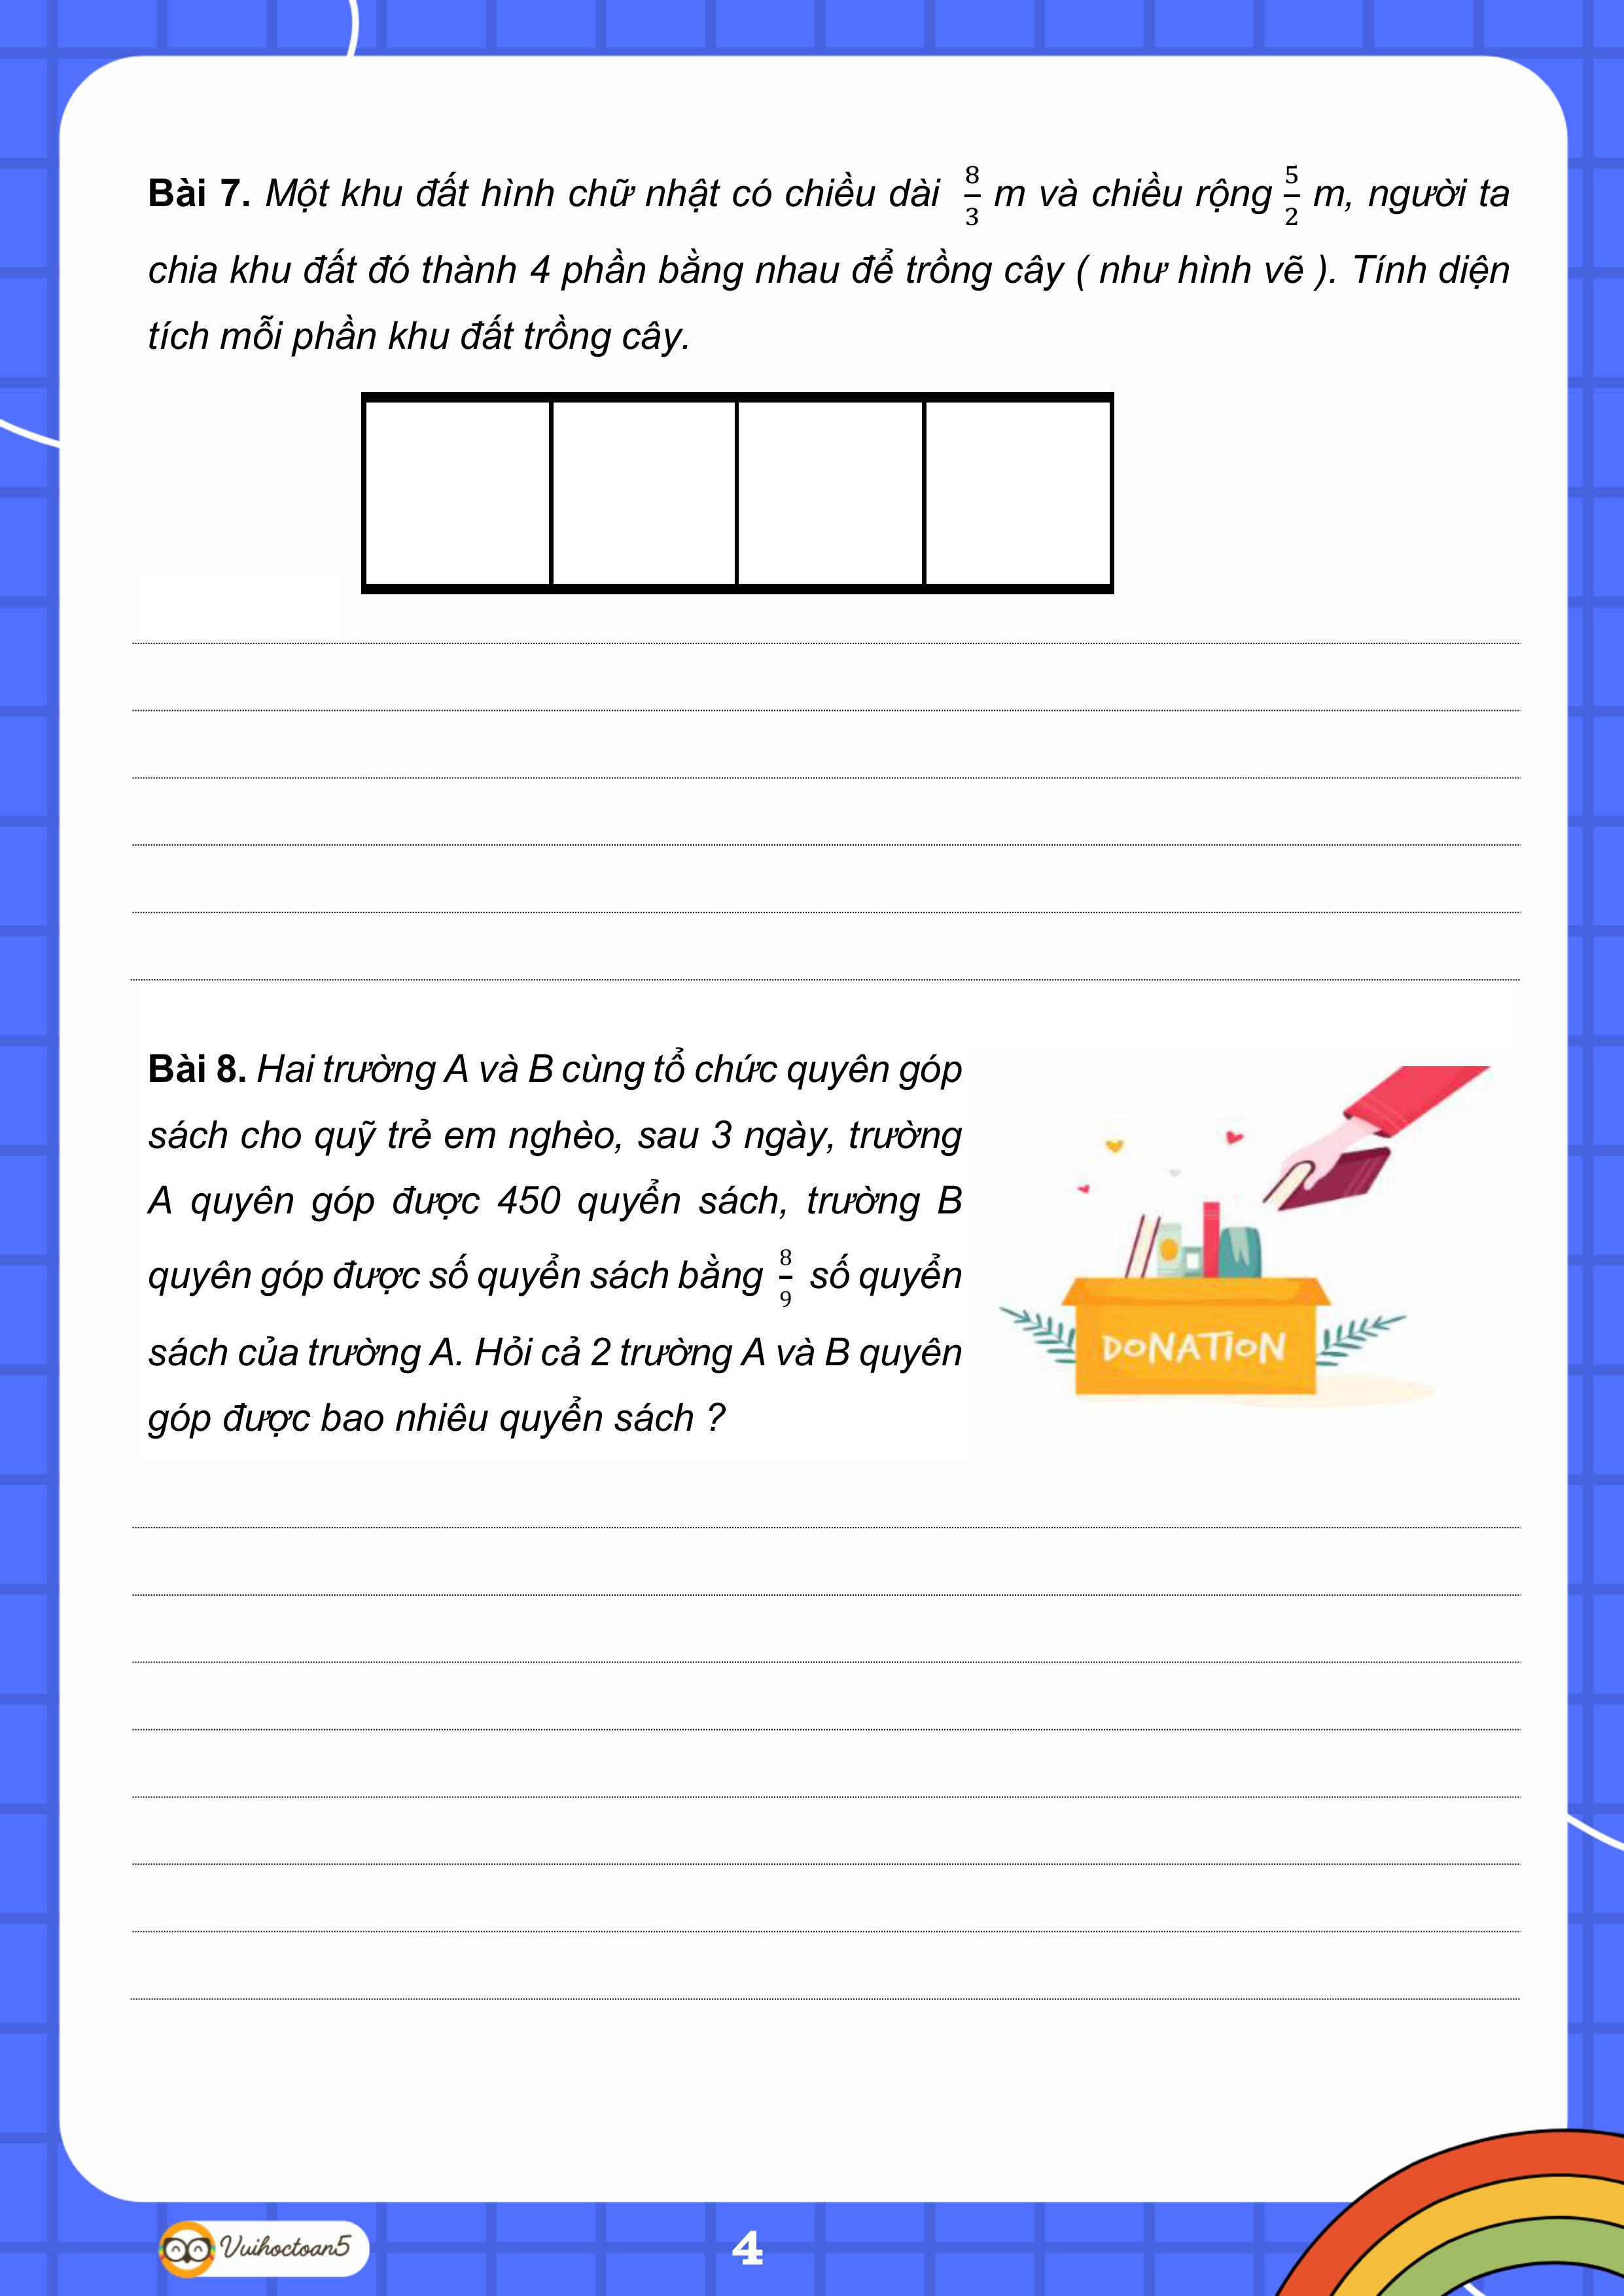 Bài 7. Một khu đất hình chữ nhật có chiều dài 8/3 m và chiều rộng 5/2 m, người ta
chia khu đất đó thành 4 phần bằng nhau để trồng cây ( như hình vẽ ). Tính diện
tích mỗi phần khu đất trồng cây.
Bài 8. Hai trường A và B cùng tổ chức quyên góp
sách cho quỹ trẻ em nghèo, sau 3 ngày, trường
A quyên góp được 450 quyển sách, trường B
quyên góp được số quyển sách bằng 8/9 số quyển
sách của trường A. Hỏi cả 2 trường A và B quyên
góp được bao nhiêu quyển sách ?
DONATION
Vuihoctoan5
4